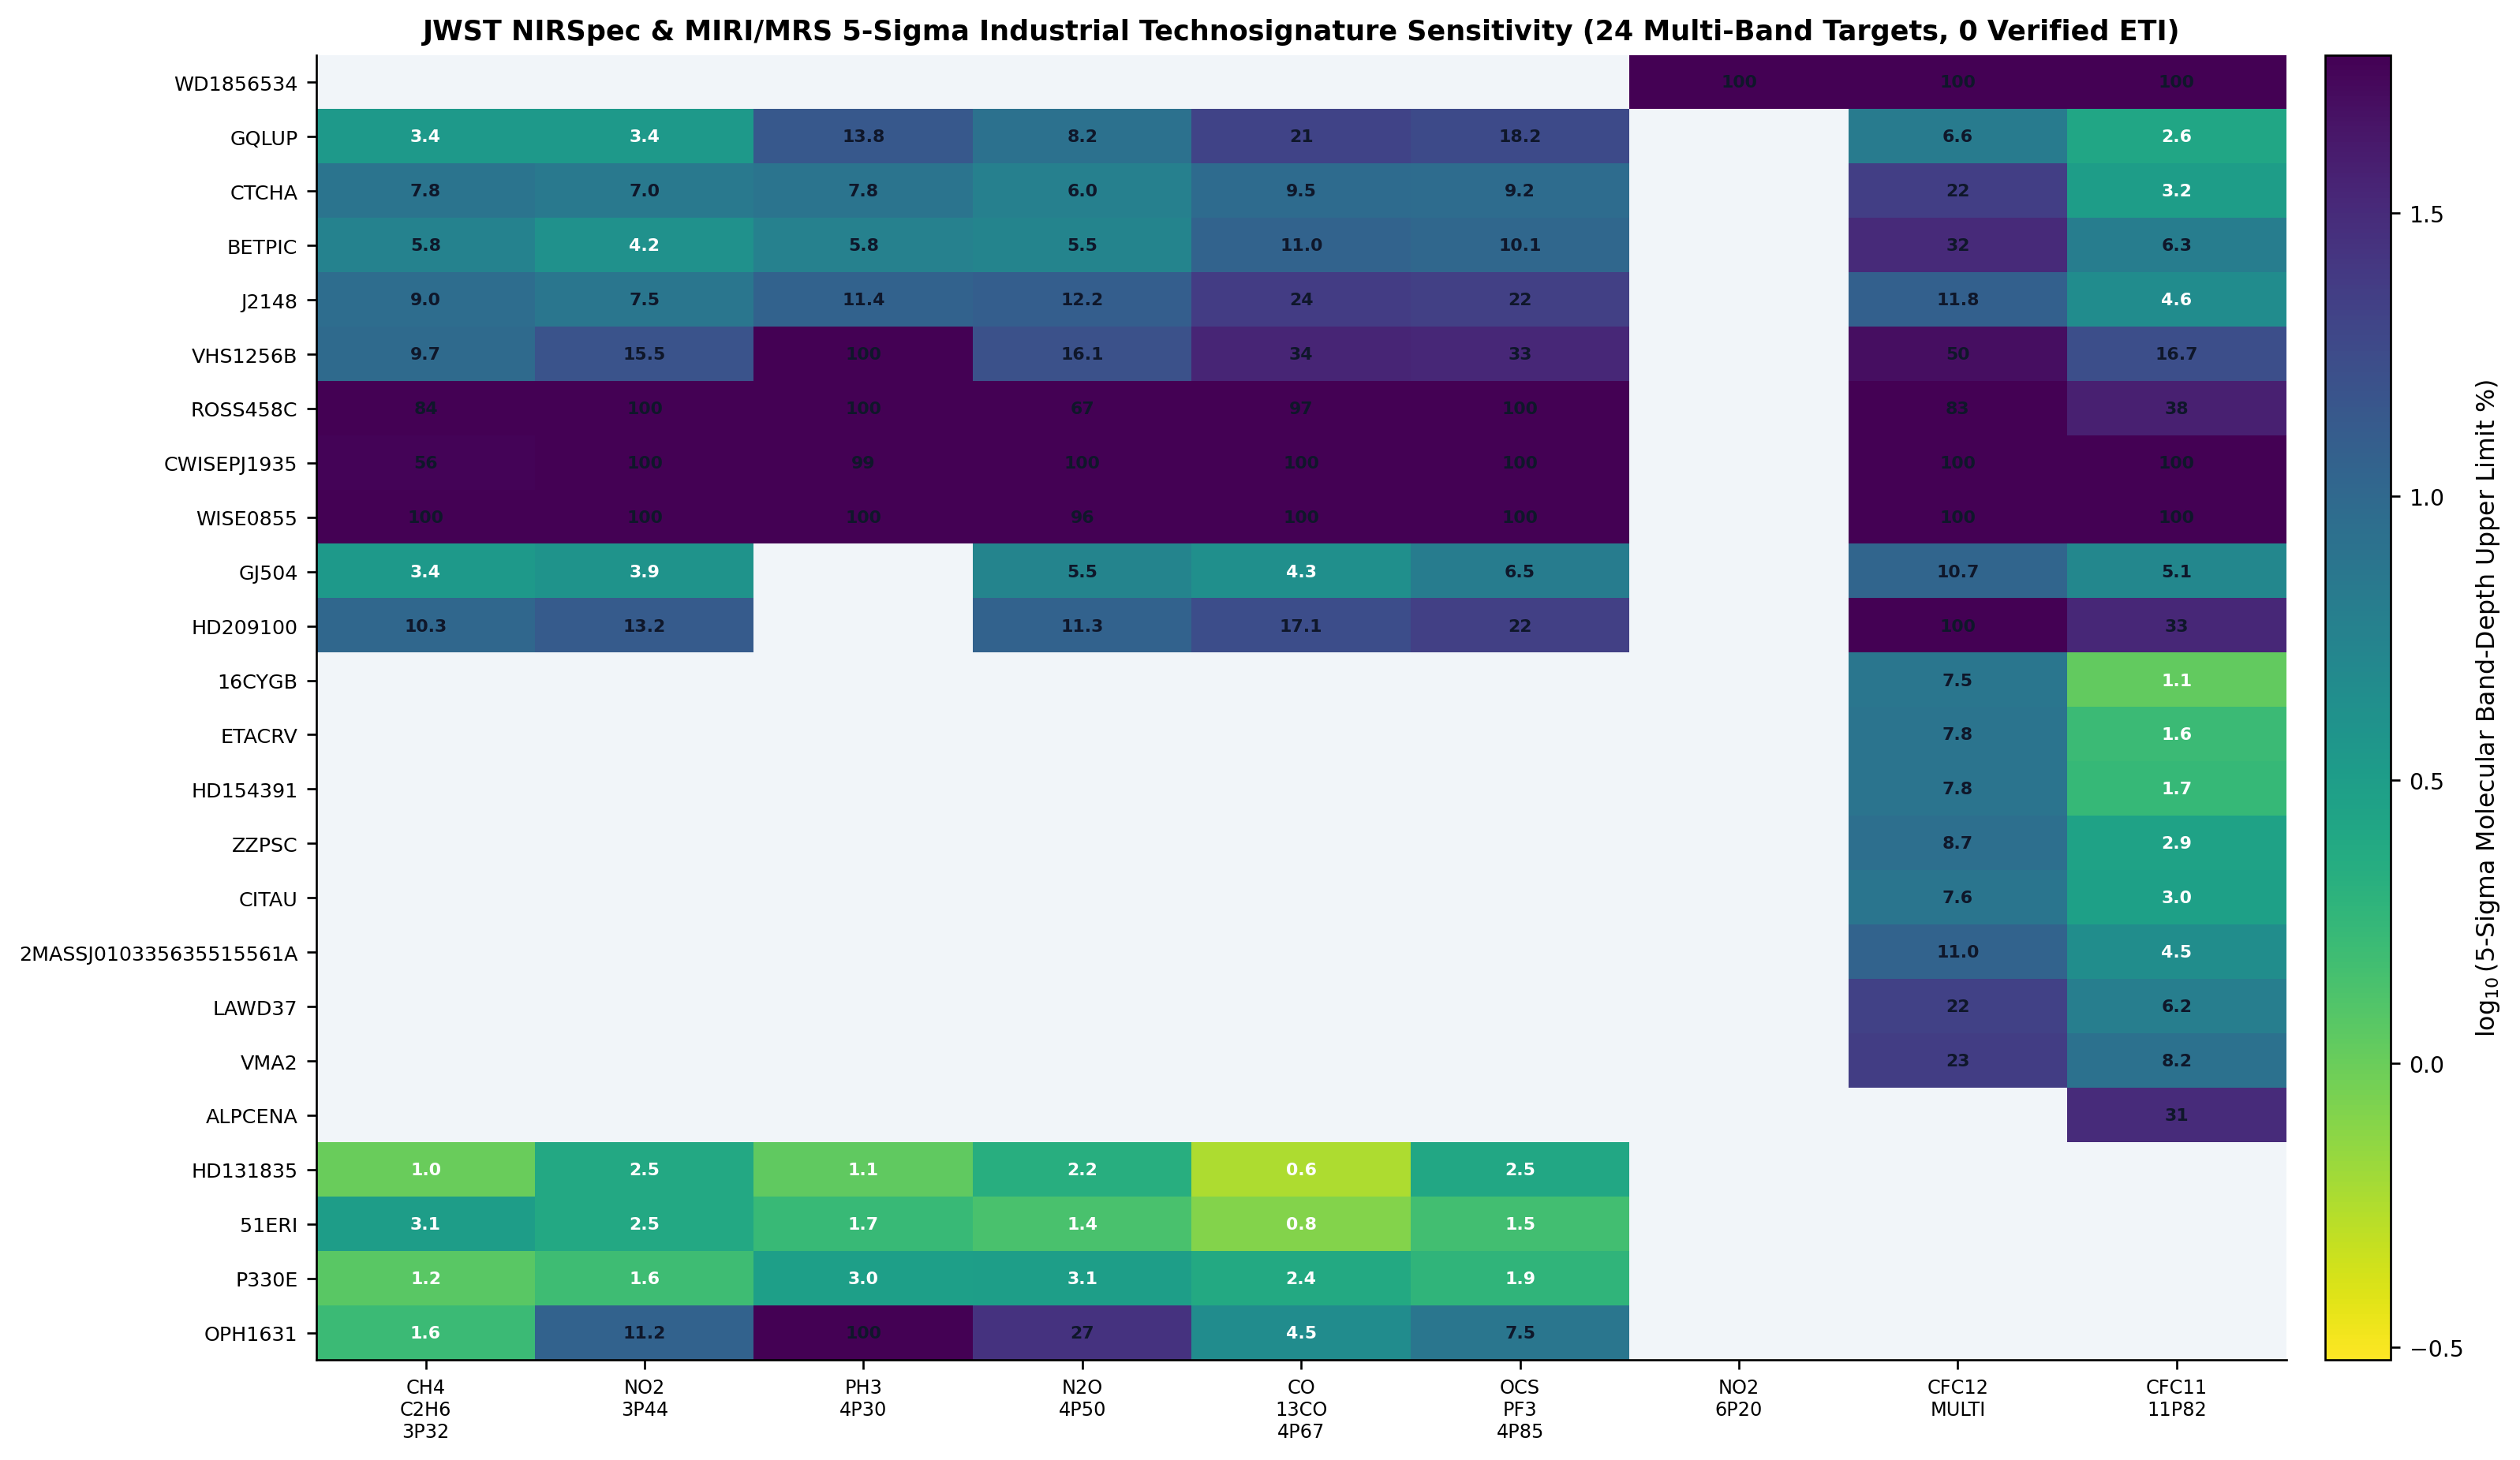 JWST NIRSpec & MIRI/MRS 5-Sigma Industrial Technosignature Sensitivity (24 Multi-Band Targets, 0 Verified ETI)
WD1856534 100 100 100
GQLUP 3.4 3.4 13.8 8.2 21 18.2 6.6 2.6
CTCHA 7.8 7.0 7.8 6.0 9.5 9.2 22 3.2
BETPIC 5.8 4.2 5.8 5.5 11.0 10.1 32 6.3
J2148 9.0 7.5 11.4 12.2 24 22 11.8 4.6
VHS1256B 9.7 15.5 100 16.1 34 33 50 16.7
ROSS458C 84 100 100 67 97 100 83 38
CWISEPJ1935 56 100 99 100 100 100 100 100
WISE0855 100 100 100 96 100 100 100 100
GJ504 3.4 3.9 5.5 4.3 6.5 10.7 5.1
HD209100 10.3 13.2 11.3 17.1 22 100 33
16CYGB 7.5 1.1
ETACRV 7.8 1.6
HD154391 7.8 1.7
ZZPSC 8.7 2.9
CITAU 7.6 3.0
2MASSJ010335635515561A 11.0 4.5
LAWD37 22 6.2
VMA2 23 8.2
ALPCENA 31
HD131835 1.0 2.5 1.1 2.2 0.6 2.5
51ERI 3.1 2.5 1.7 1.4 0.8 1.5
P330E 1.2 1.6 3.0 3.1 2.4 1.9
OPH1631 1.6 11.2 100 27 4.5 7.5
CH4 NO2 PH3 N2O CO OCS NO2 CFC12 CFC11
C2H6 3P44 4P30 4P50 13CO PF3 6P20 MULTI 11P82
3P32 4P67 4P85
1.5
1.0
0.5
0.0
−0.5
log₁₀ (5-Sigma Molecular Band-Depth Upper Limit %)